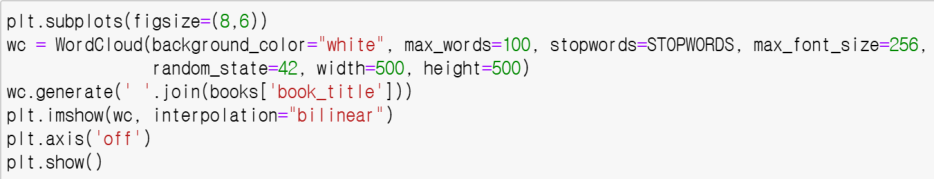 plt.subplots(figsize=(8,6))
wc = WordCloud(background_color="white", max_words=100, stopwords=STOPWORDS, max_font_size=256,
               random_state=42, width=500, height=500)
wc.generate(' '.join(books['book_title']))
plt.imshow(wc, interpolation="bilinear")
plt.axis('off')
plt.show()